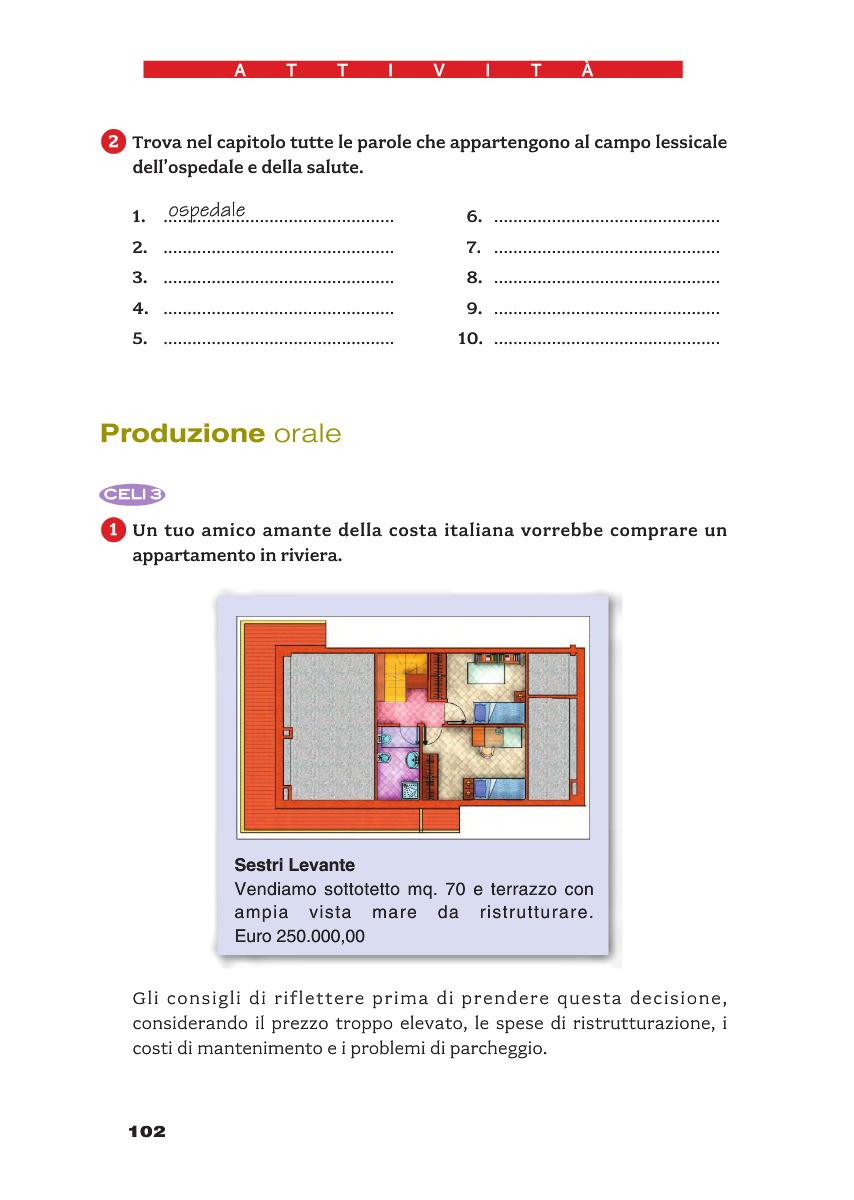 ATTIVITÀ
2 Trova nel capitolo tutte le parole che appartengono al campo lessicale
dell'ospedale e della salute.
1. ospedale
2. ................................................
3. ................................................
4. ................................................
5. ................................................
6. ...............................................
7. ...............................................
8. ...............................................
9. ...............................................
10. ...............................................
Produzione orale
CELI 3
1 Un tuo amico amante della costa italiana vorrebbe comprare un
appartamento in riviera.
Sestri Levante
Vendiamo sottotetto mq. 70 e terrazzo con
ampia vista mare da ristrutturare.
Euro 250.000,00
Gli consigli di riflettere prima di prendere questa decisione,
considerando il prezzo troppo elevato, le spese di ristrutturazione, i
costi di mantenimento e i problemi di parcheggio.
102